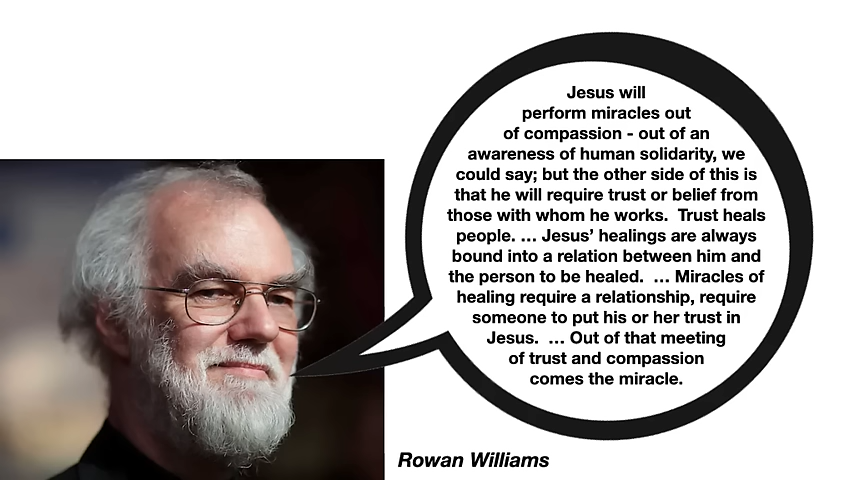 Jesus will
perform miracles out
of compassion - out of an
awareness of human solidarity, we
could say; but the other side of this is
that he will require trust or belief from
those with whom he works.  Trust heals
people. … Jesus’ healings are always
bound into a relation between him and
the person to be healed.  … Miracles of
healing require a relationship, require
someone to put his or her trust in
Jesus.  … Out of that meeting
of trust and compassion
comes the miracle.
Rowan Williams